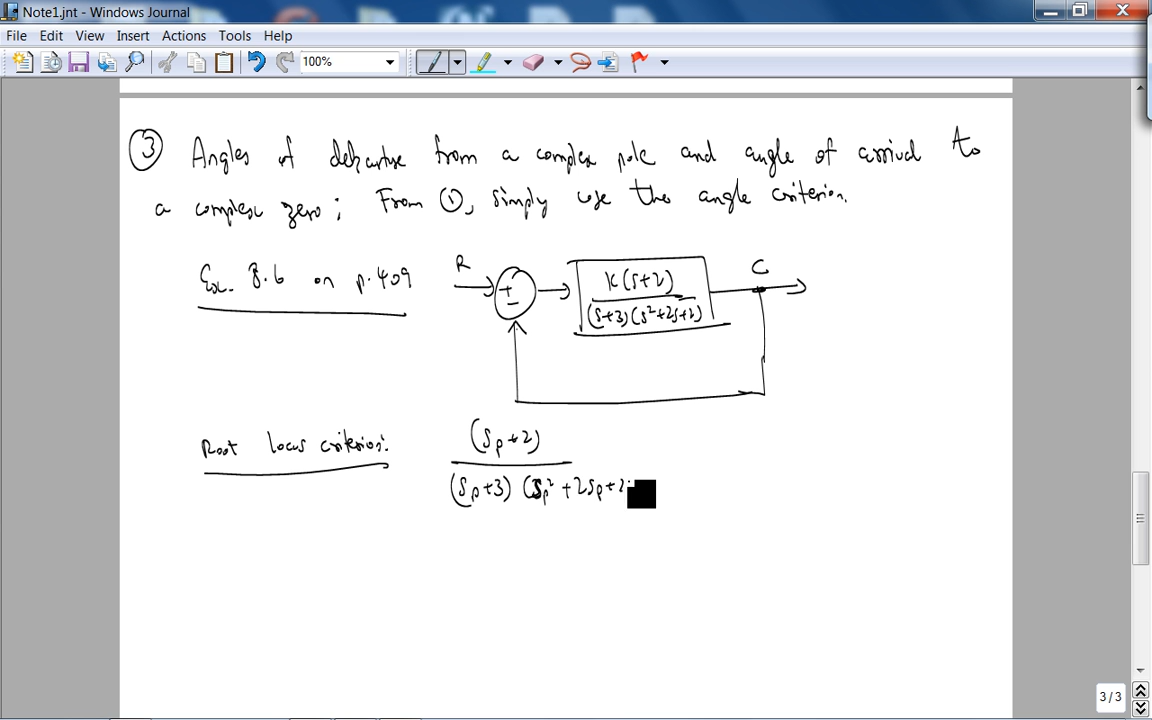 Note1.jnt - Windows Journal
File Edit View Insert Actions Tools Help
100%
③ Angles of departure from a complex pole and angle of arrival to
a complex zero; From ①, simply use the angle criterion.
Ex. 8.6 on p.409
R
+
−
K(s+2)
(s+3)(s²+2s+2)
C
Root locus criterion:
(Sp+2)
(Sp+3) (Sp² + 2Sp+2
3 / 3